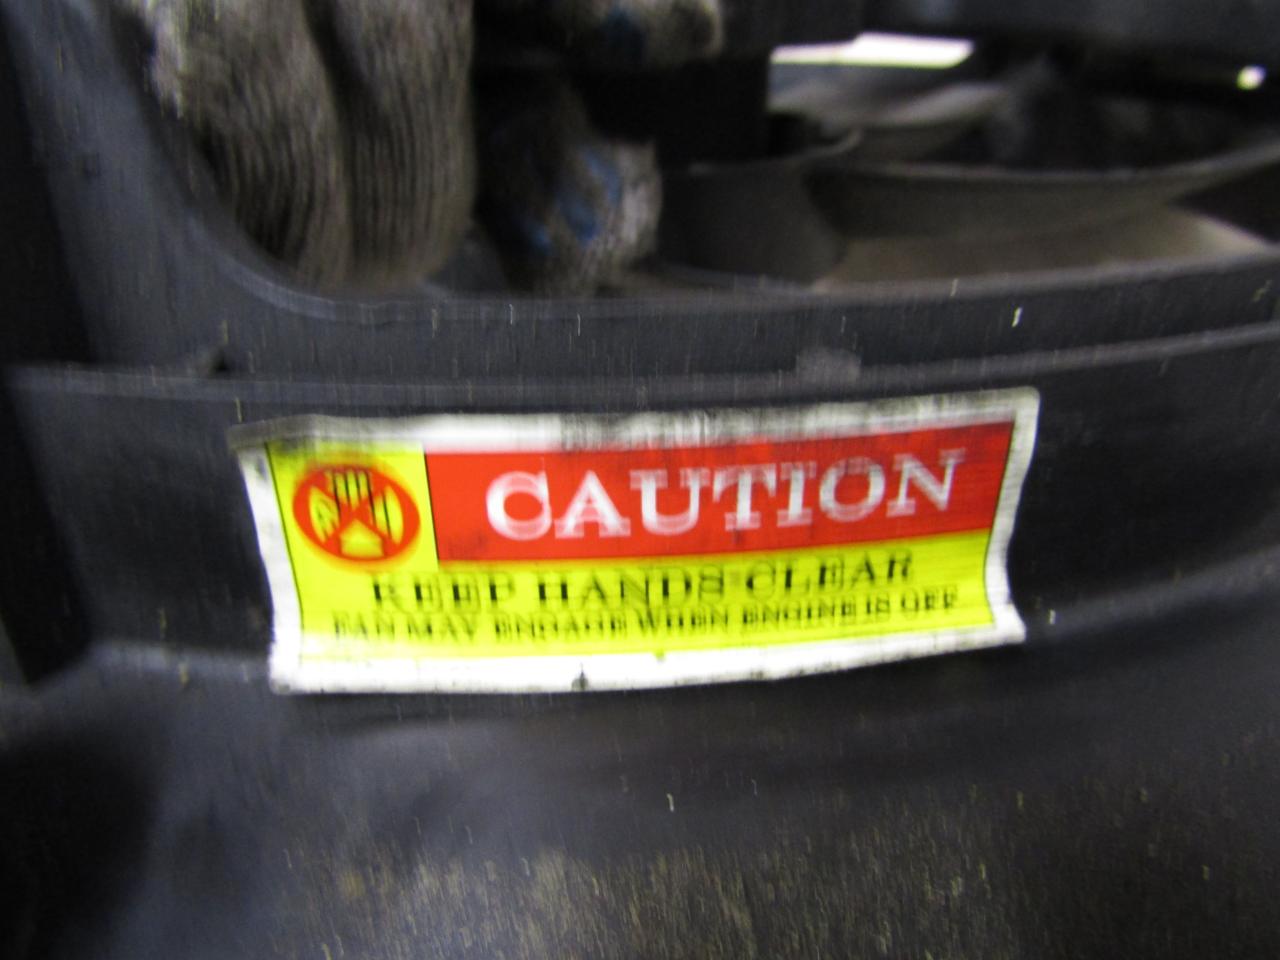 CAUTION
KEEP HANDS CLEAR
FAN MAY ENGAGE WHEN ENGINE IS OFF